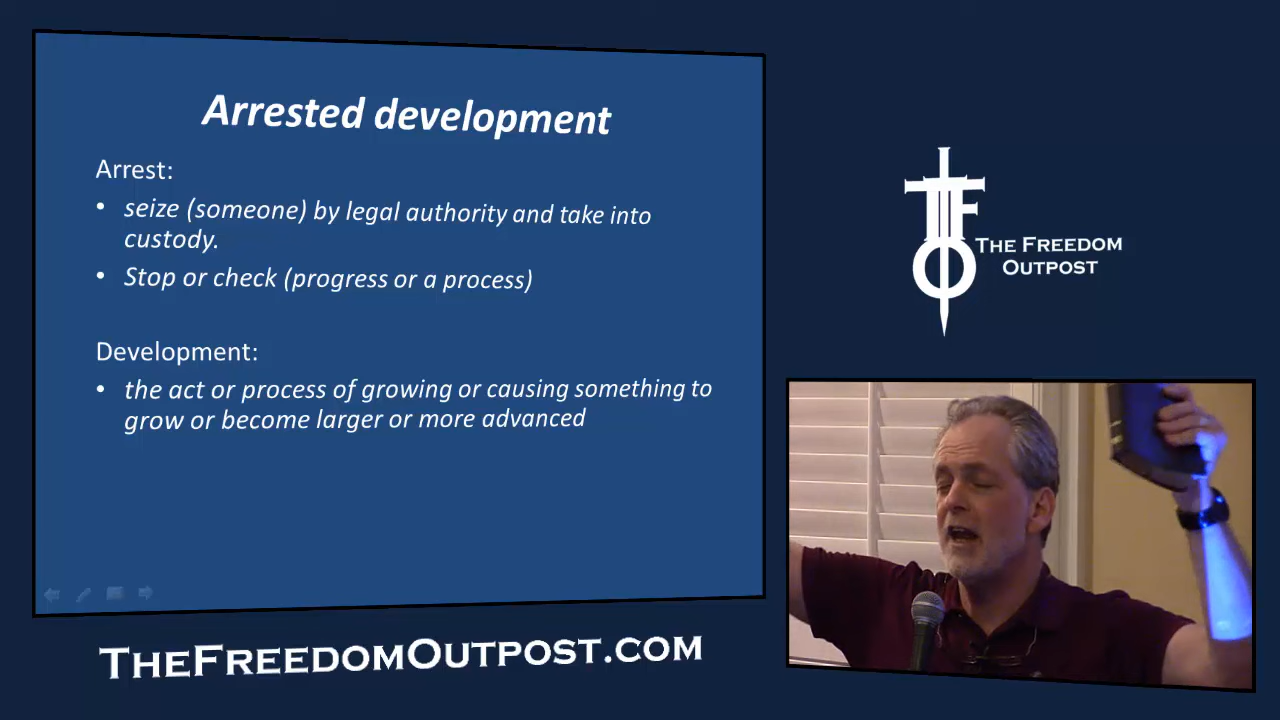 Arrested development
Arrest:
• seize (someone) by legal authority and take into
custody.
• Stop or check (progress or a process)
Development:
• the act or process of growing or causing something to
grow or become larger or more advanced
TFO
The Freedom
Outpost
TheFreedomOutpost.com